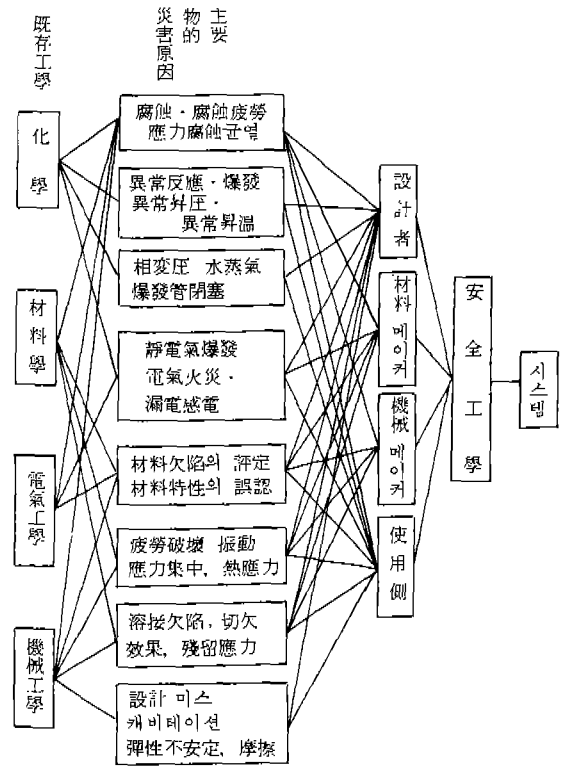 既存工學
主要
物的
災害原因
化學
材料學
電氣工學
機械工學
腐蝕·腐蝕疲勞
應力腐蝕균열
異常反應·爆發
異常昇圧·
異常昇温
相変圧 水蒸氣
爆發管閉塞
靜電氣爆發
電氣火災·
漏電感電
材料欠陷의 評定
材料特性의 誤認
疲勞破壞 振動
應力集中, 熱應力
溶接欠陷, 切欠
效果, 殘留應力
設計 미스
캐비테이션
彈性不安定, 摩擦
設計者
材料메이커
機械메이커
使用側
安全工學
시스템